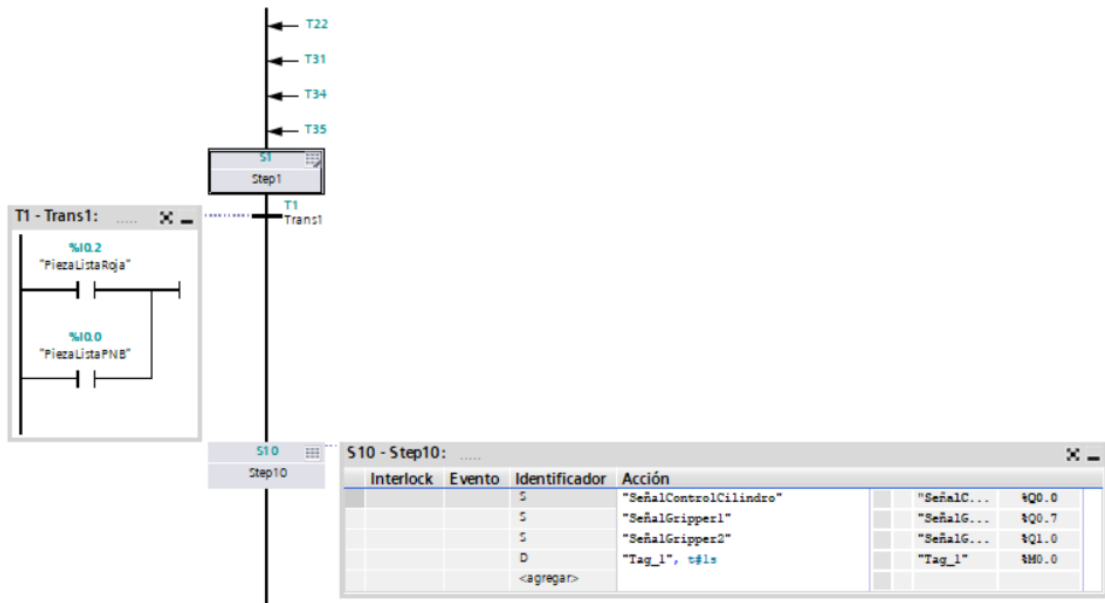 T22
T31
T34
T35
S1
Step1
T1 - Trans1: .....
T1
Trans1
%I0.2
"PiezaListaRoja"
%I0.0
"PiezaListaPNB"
S10
Step10
S10 - Step10: .....
Interlock Evento Identificador Acción
S "SeñalControlCilindro" "SeñalC... %Q0.0
S "SeñalGripper1" "SeñalG... %Q0.7
S "SeñalGripper2" "SeñalG... %Q1.0
D "Tag_1", t#1s "Tag_1" %M0.0
<agregar>